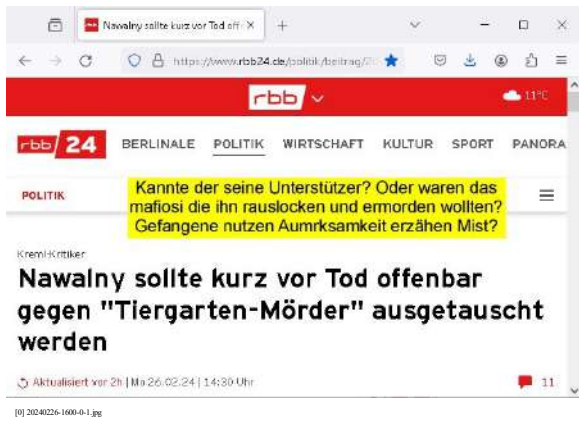 Nawalny sollte kurz vor Tod off
https://www.rbb24.de/politik/beitrag/20
rbb
11°C
rbb 24 BERLINALE POLITIK WIRTSCHAFT KULTUR SPORT PANORA
POLITIK
Kannte der seine Unterstützer? Oder waren das
mafiosi die ihn rauslocken und ermorden wollten?
Gefangene nutzen Aumrksamkeit erzähen Mist?
Kreml-Kritiker
Nawalny sollte kurz vor Tod offenbar
gegen "Tiergarten-Mörder" ausgetauscht
werden
Aktualisiert vor 2h | Mo 26.02.24 | 14:30 Uhr
11
[0] 20240226-1600-0-1.jpg